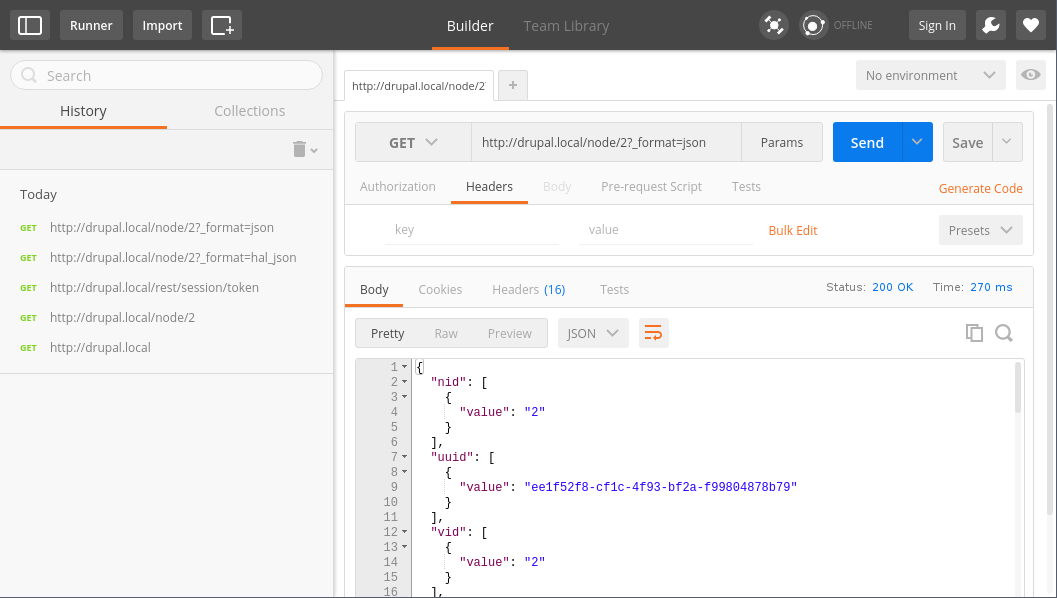 Runner Import Builder Team Library OFFLINE Sign In
Search
History Collections
Today
GET http://drupal.local/node/2?_format=json
GET http://drupal.local/node/2?_format=hal_json
GET http://drupal.local/rest/session/token
GET http://drupal.local/node/2
GET http://drupal.local
http://drupal.local/node/2 +
No environment
GET http://drupal.local/node/2?_format=json Params Send Save
Authorization Headers Body Pre-request Script Tests Generate Code
key value Bulk Edit Presets
Body Cookies Headers (16) Tests Status: 200 OK Time: 270 ms
Pretty Raw Preview JSON
1 {
2 "nid": [
3 {
4 "value": "2"
5 }
6 ],
7 "uuid": [
8 {
9 "value": "ee1f52f8-cf1c-4f93-bf2a-f99804878b79"
10 }
11 ],
12 "vid": [
13 {
14 "value": "2"
15 }
16 ],